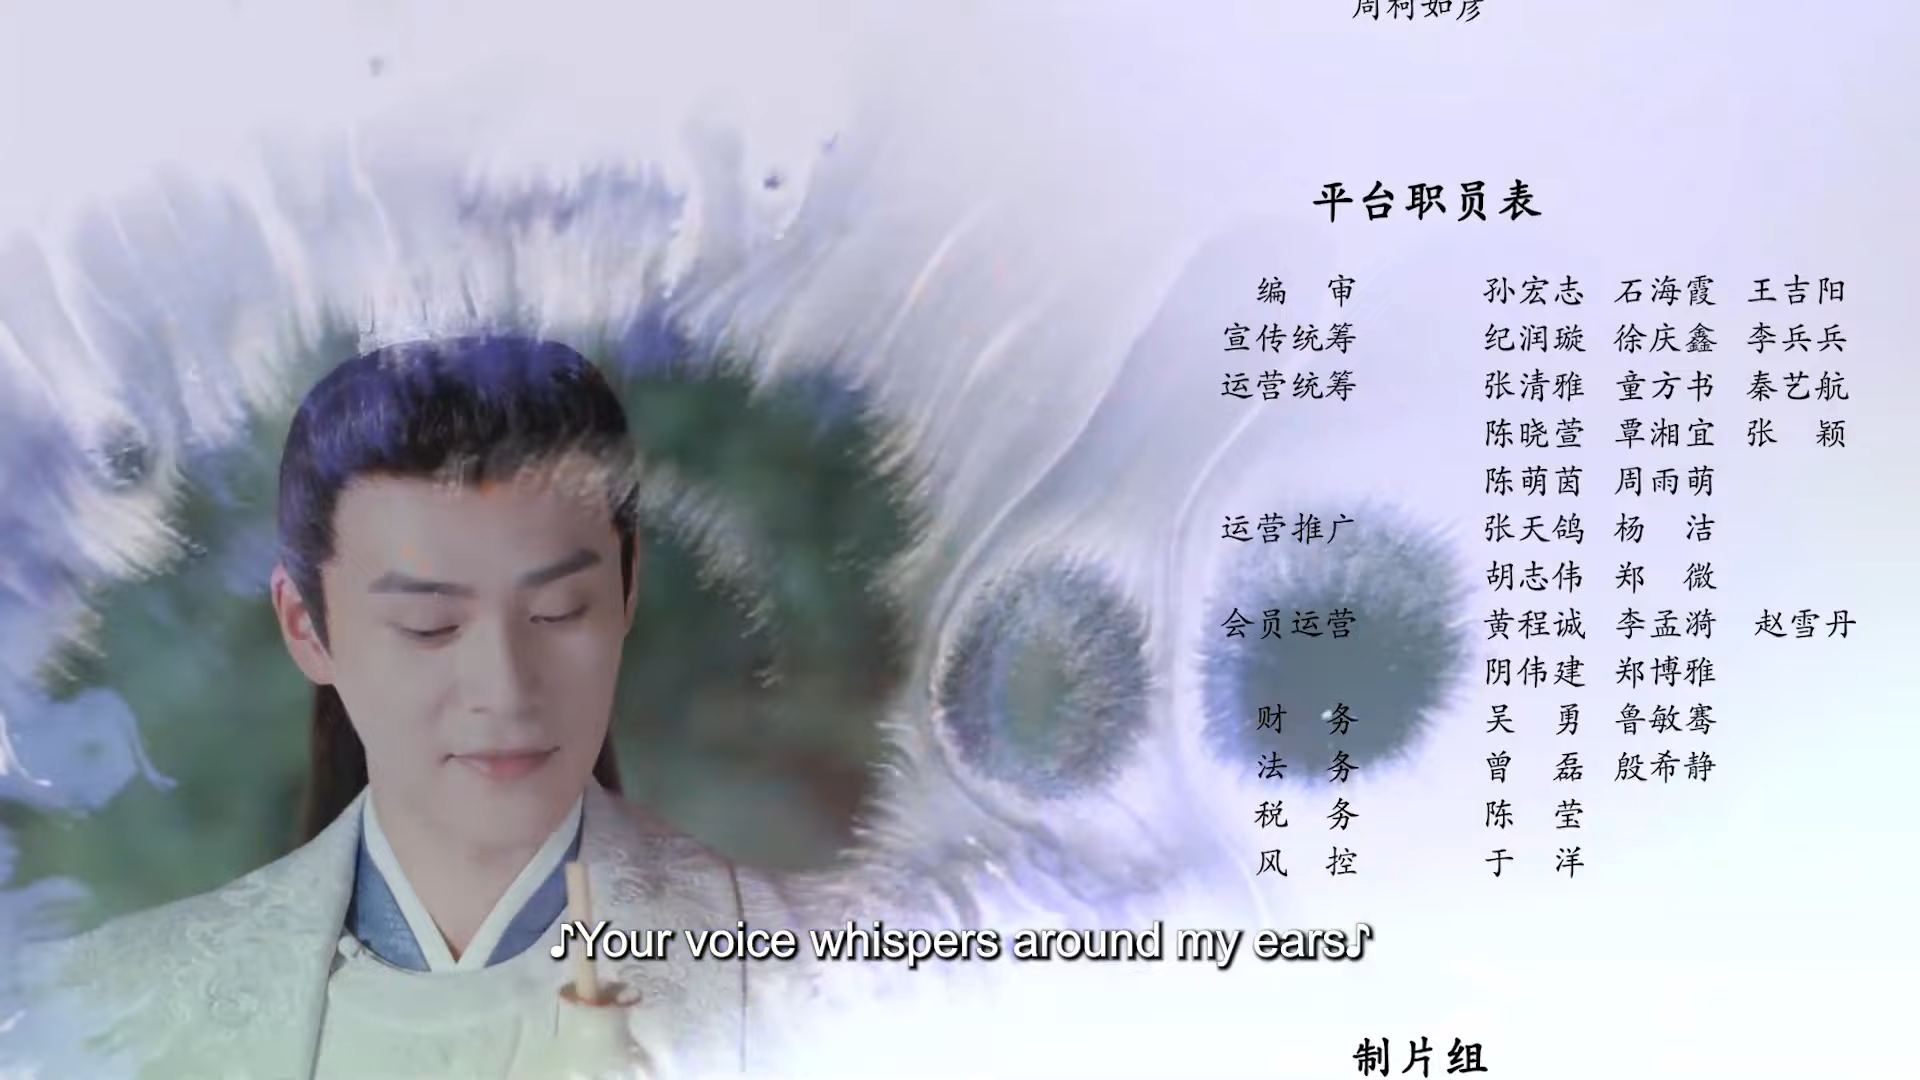 周柯如彦
平台职员表
编 审 孙宏志 石海霞 王吉阳
宣传统筹 纪润璇 徐庆鑫 李兵兵
运营统筹 张清雅 童方书 秦艺航
陈晓萱 覃湘宜 张 颖
陈萌茵 周雨萌
运营推广 张天鸽 杨 洁
胡志伟 郑 微
会员运营 黄程诚 李孟漪 赵雪丹
阴伟建 郑博雅
财 务 吴 勇 鲁敏骞
法 务 曾 磊 殷希静
税 务 陈 莹
风 控 于 洋
♪Your voice whispers around my ears♪
制片组